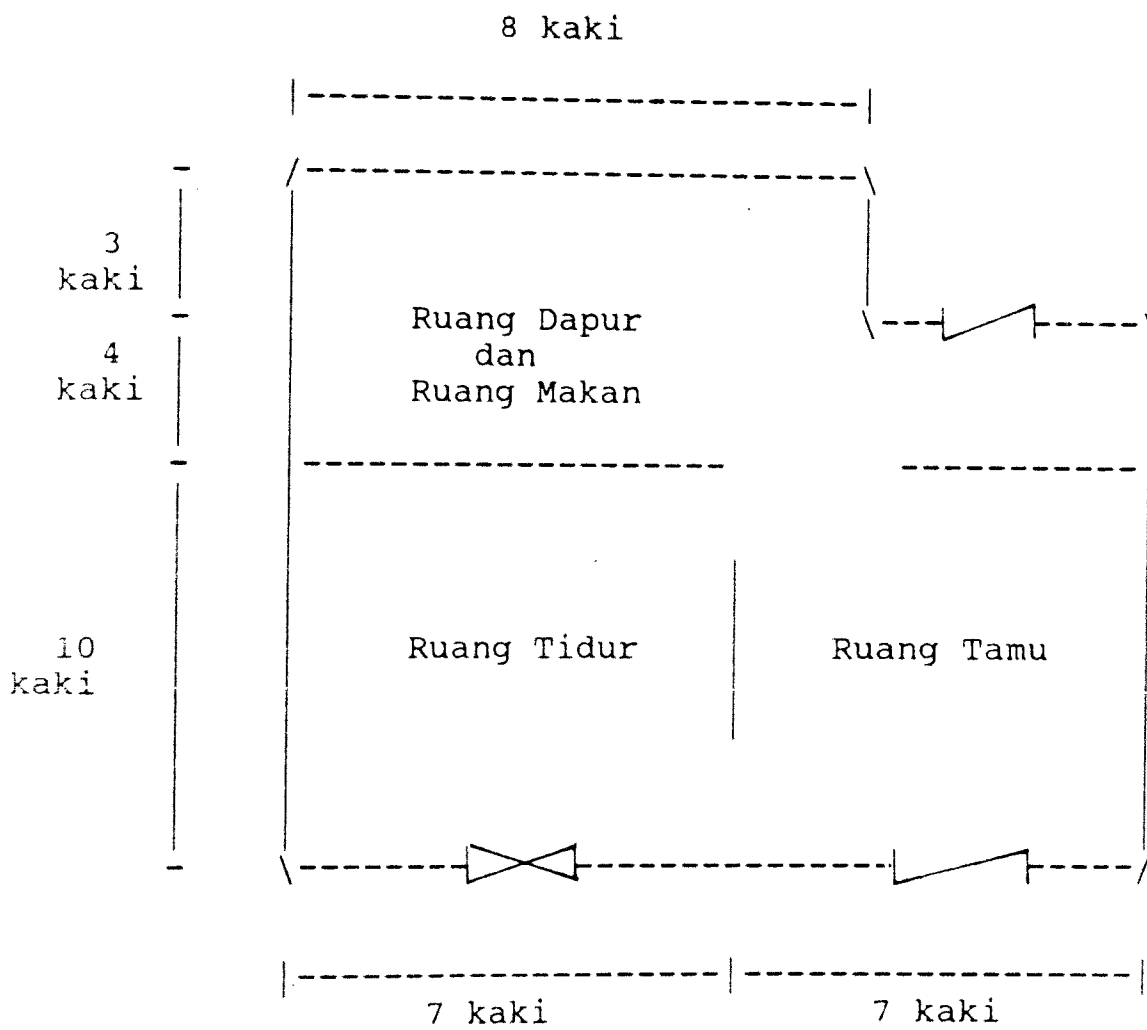 8 kaki
3
kaki
4
kaki
Ruang Dapur
dan
Ruang Makan
10
kaki
Ruang Tidur
Ruang Tamu
7 kaki
7 kaki